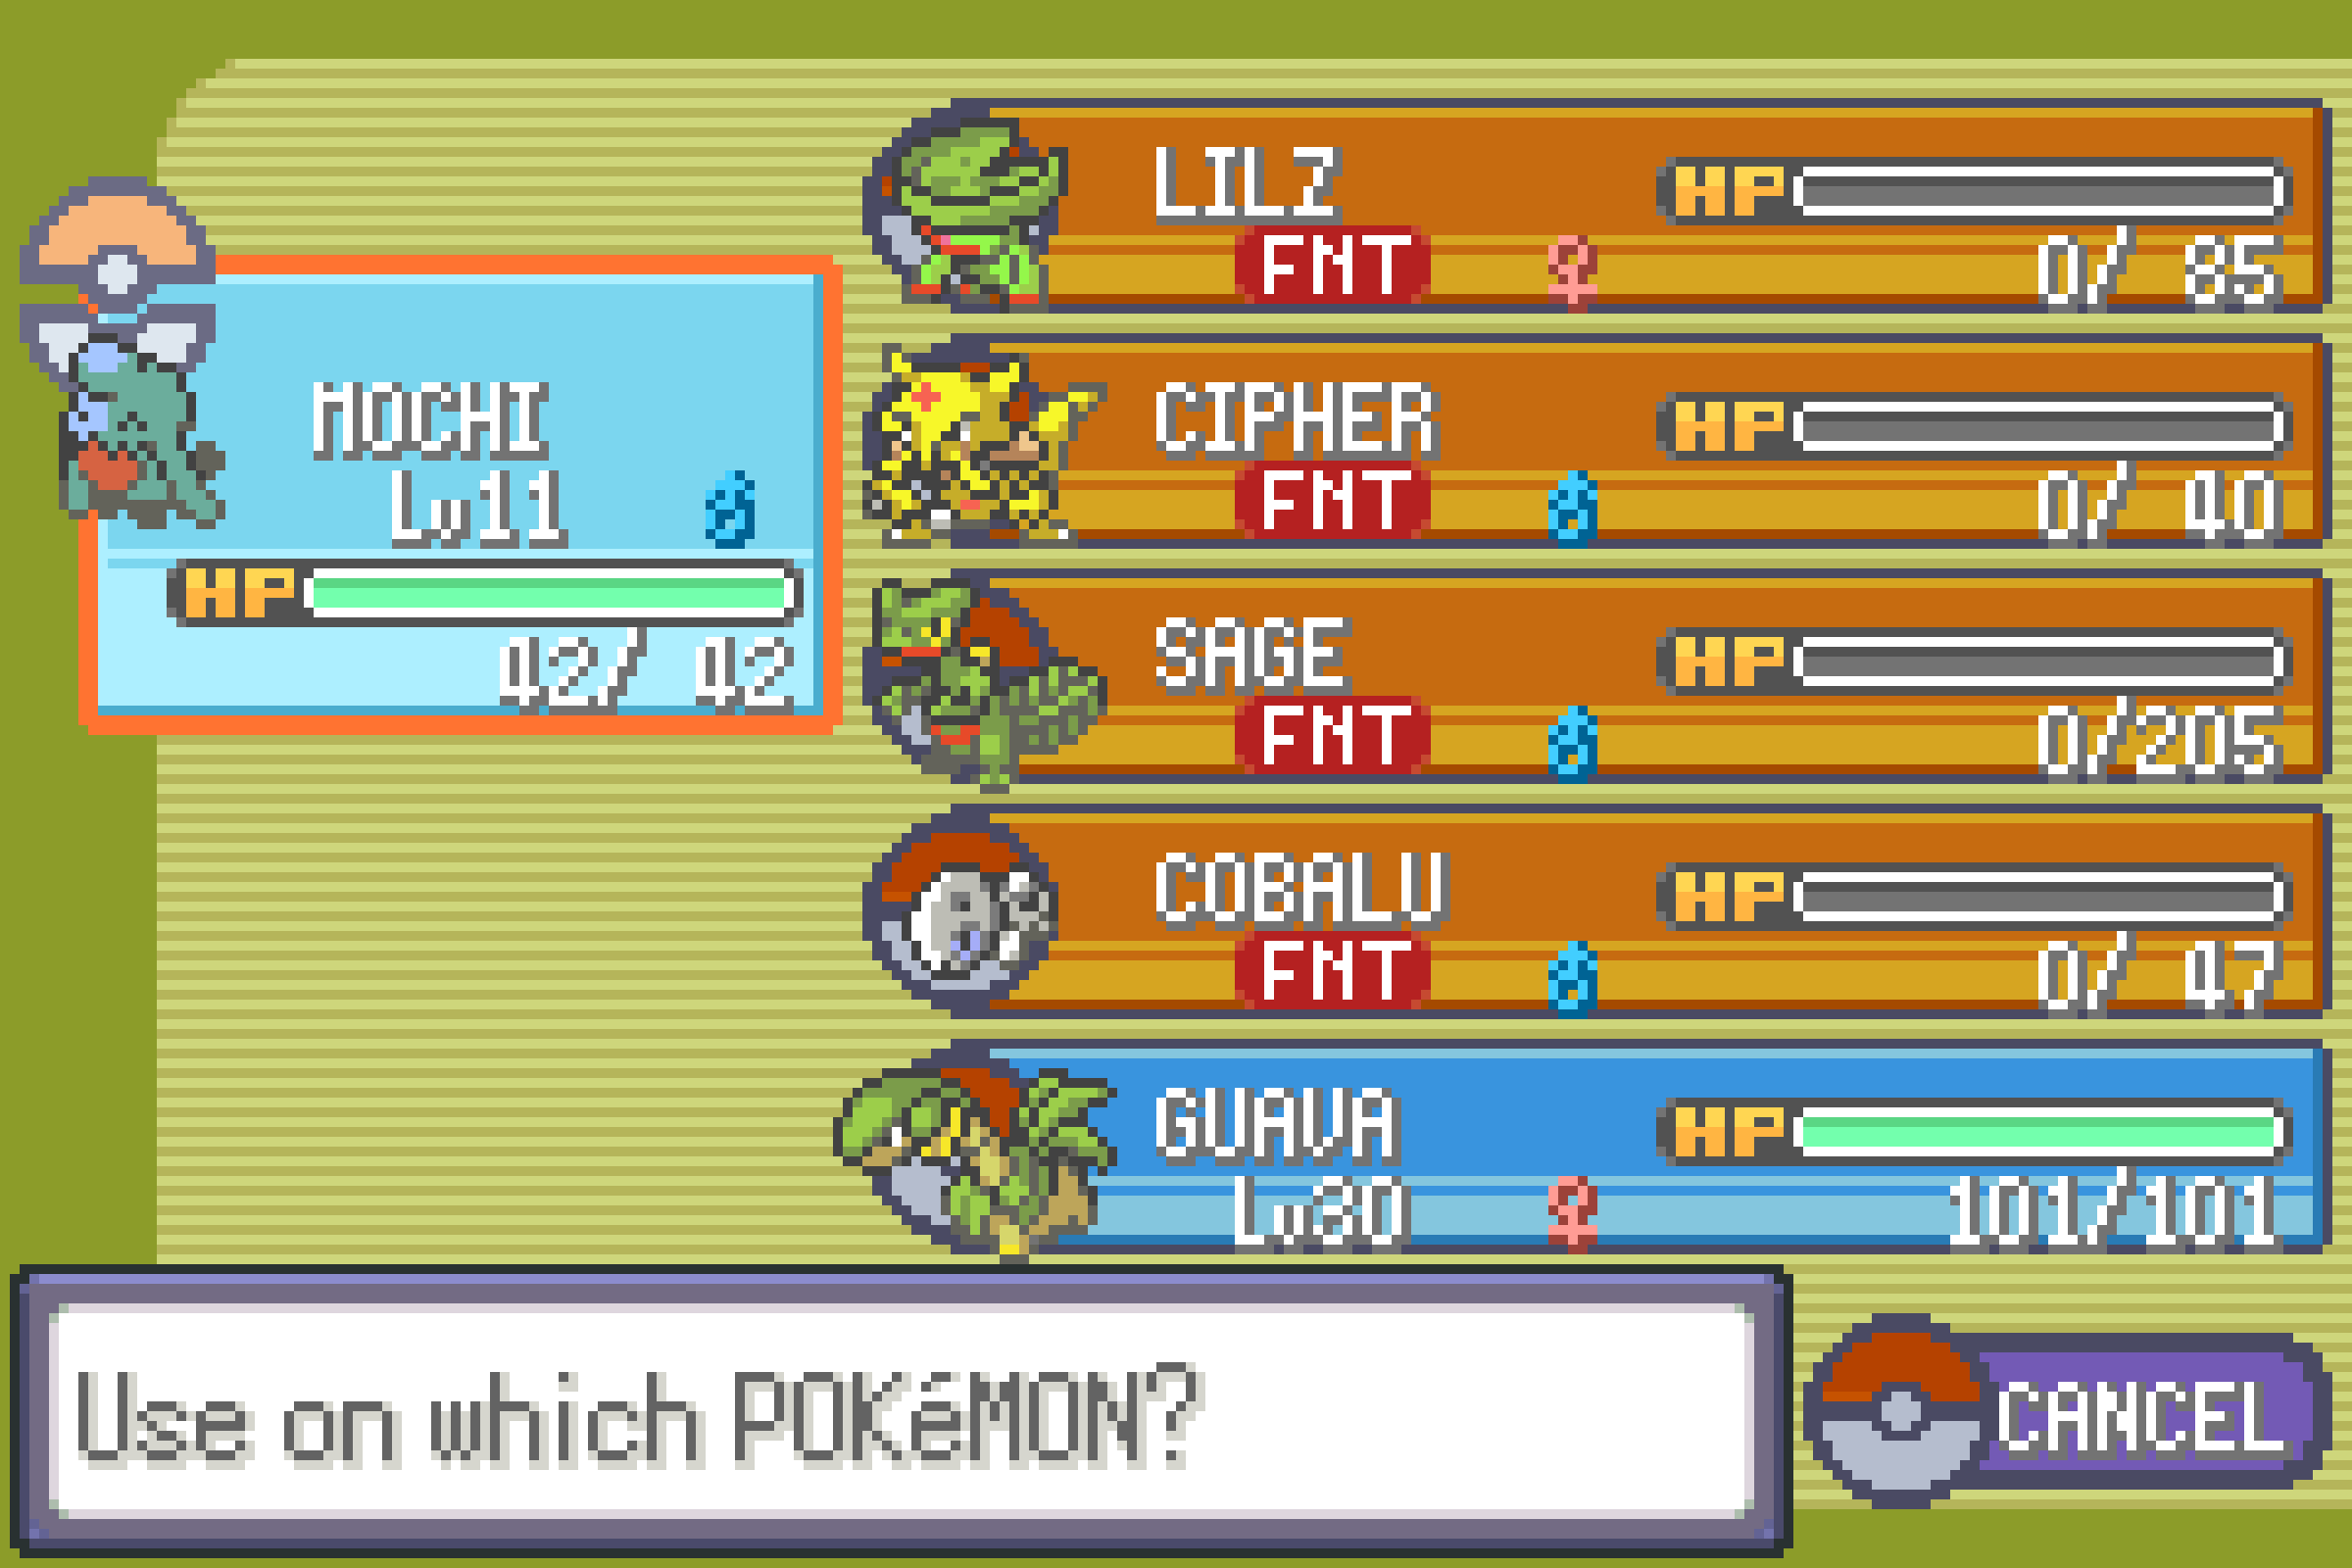 MOCHI
Lv11 ♂
HP
42/ 42
LILZ
HP
FNT ♀ 0/ 85
CIPHER
HP
FNT ♂ 0/ 40
SAGE
HP
FNT ♂ 0/205
COBALU
HP
FNT ♂ 0/ 47
GUAVA
HP
Lv30 ♀ 101/101
Use on which POKéMON?
CANCEL